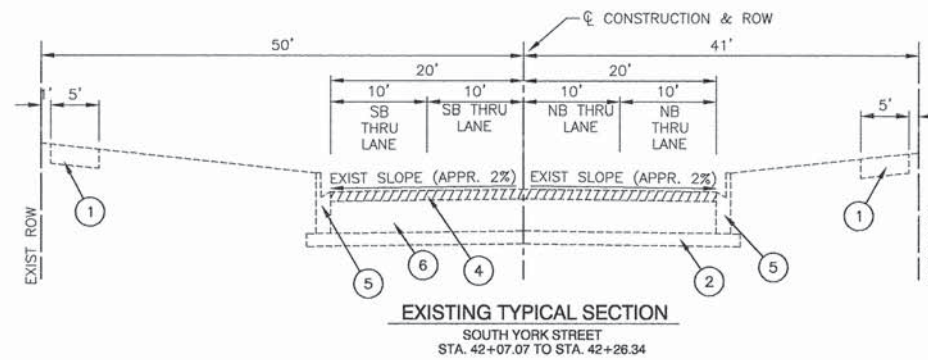 ℄ CONSTRUCTION & ROW
50'
41'
20'
20'
5'
10'
10'
10'
10'
5'
SB THRU LANE
SB THRU LANE
NB THRU LANE
NB THRU LANE
EXIST SLOPE (APPR. 2%)
EXIST SLOPE (APPR. 2%)
1
1
EXIST ROW
5
6
4
2
5
EXISTING TYPICAL SECTION
SOUTH YORK STREET
STA. 42+07.07 TO STA. 42+26.34